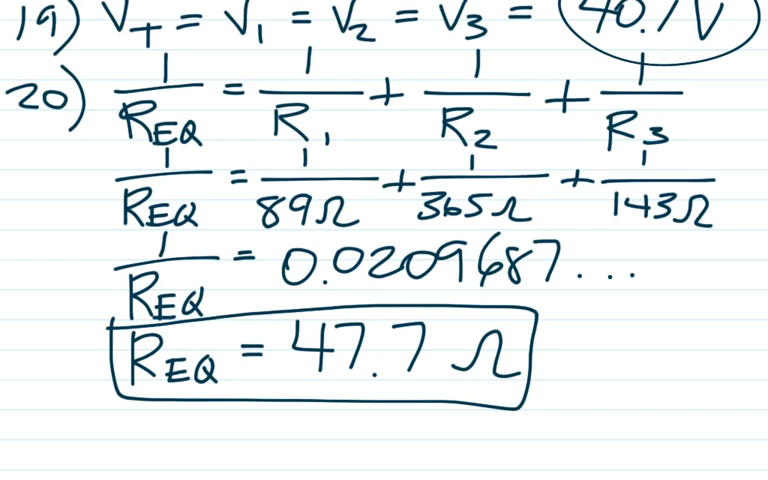 19) V_T = V_1 = V_2 = V_3 = 40.7 V
20) 1/R_EQ = 1/R_1 + 1/R_2 + 1/R_3
1/R_EQ = 1/89Ω + 1/365Ω + 1/143Ω
1/R_EQ = 0.0209687...
R_EQ = 47.7 Ω